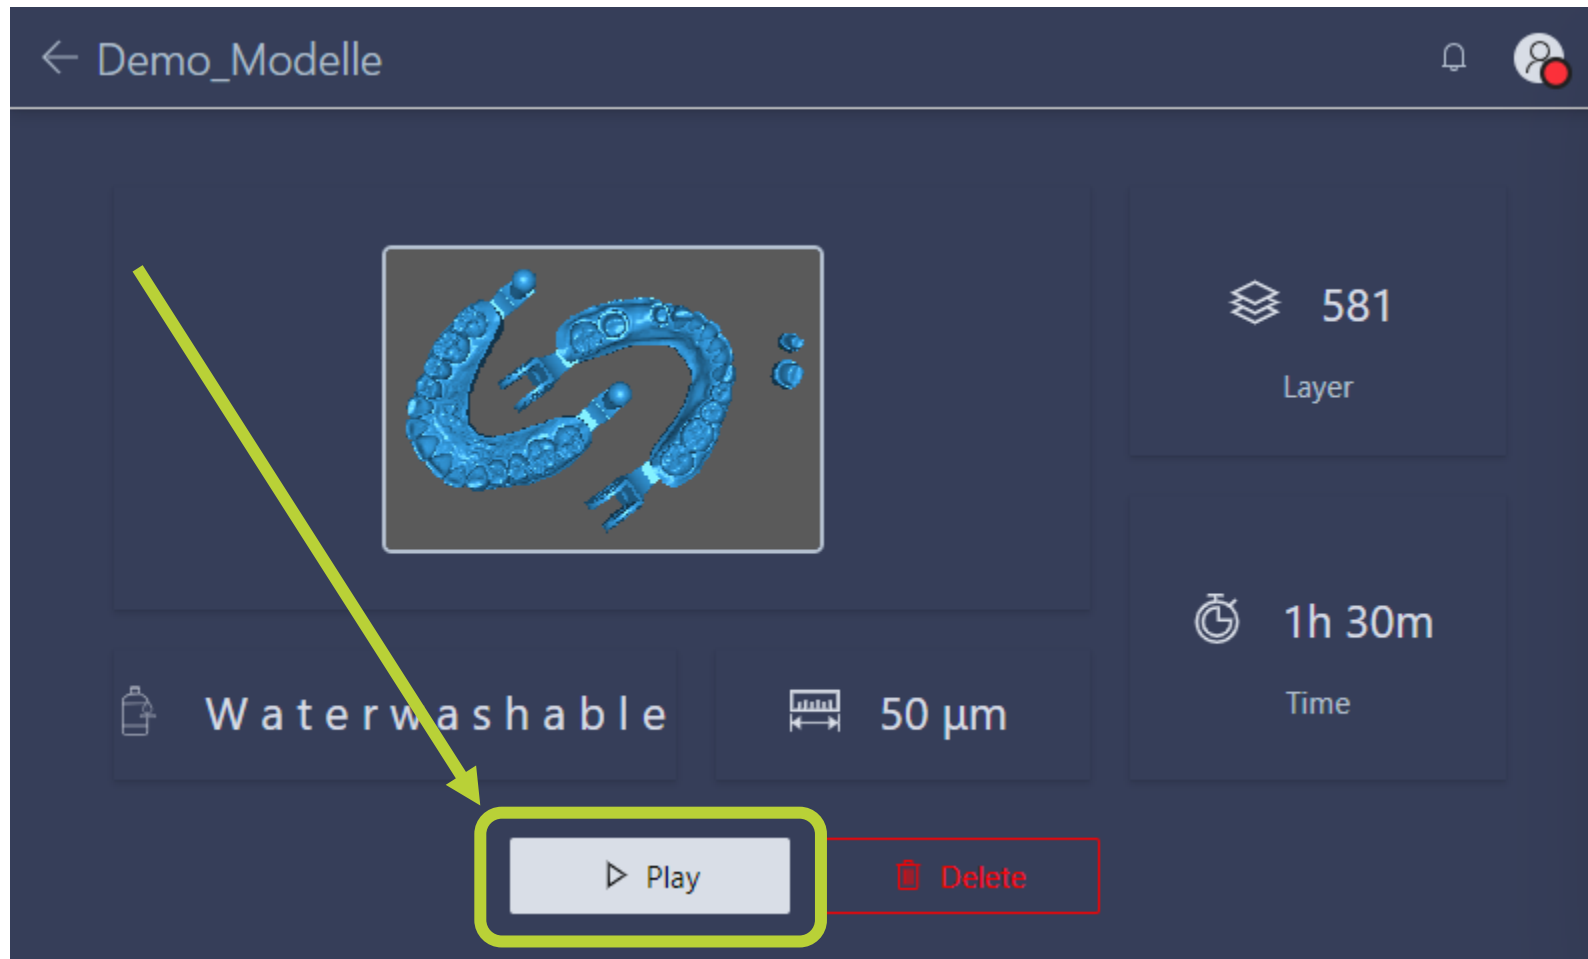 Demo_Modelle
581
Layer
1h 30m
Time
Waterwashable
50 µm
Play
Delete